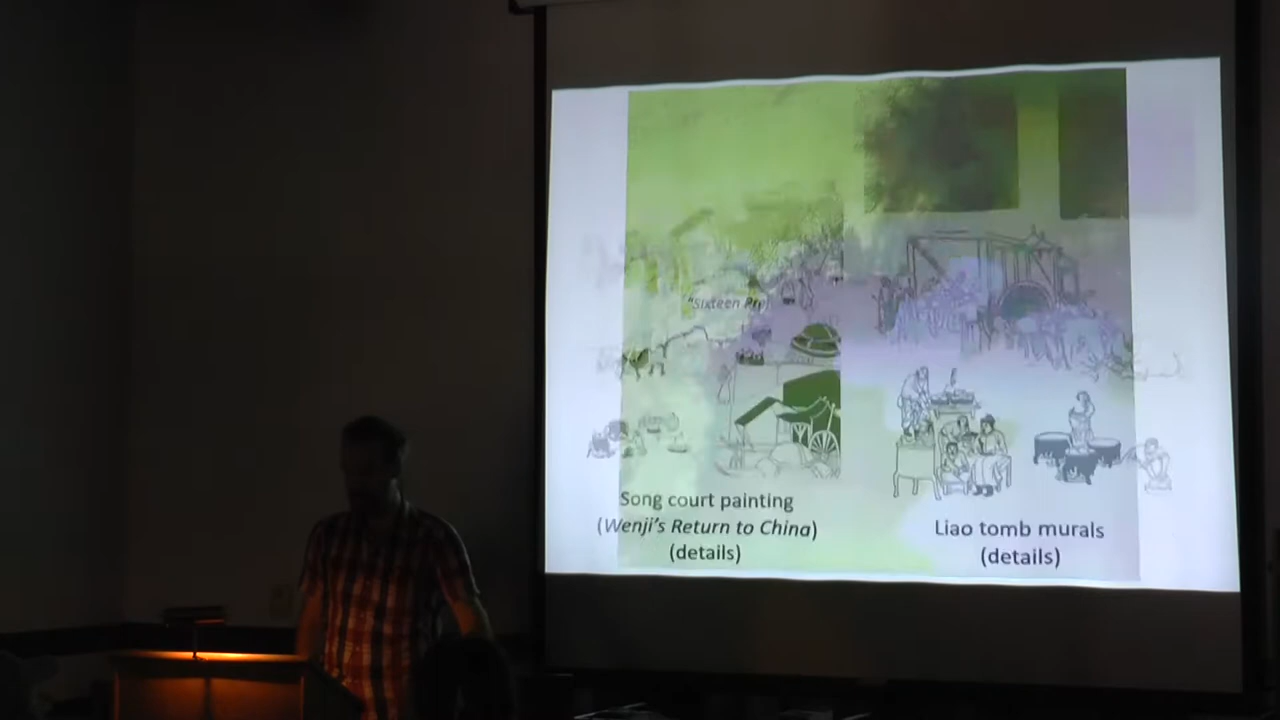 "Sixteen
Song court painting
(Wenji's Return to China)
(details)
Liao tomb murals
(details)